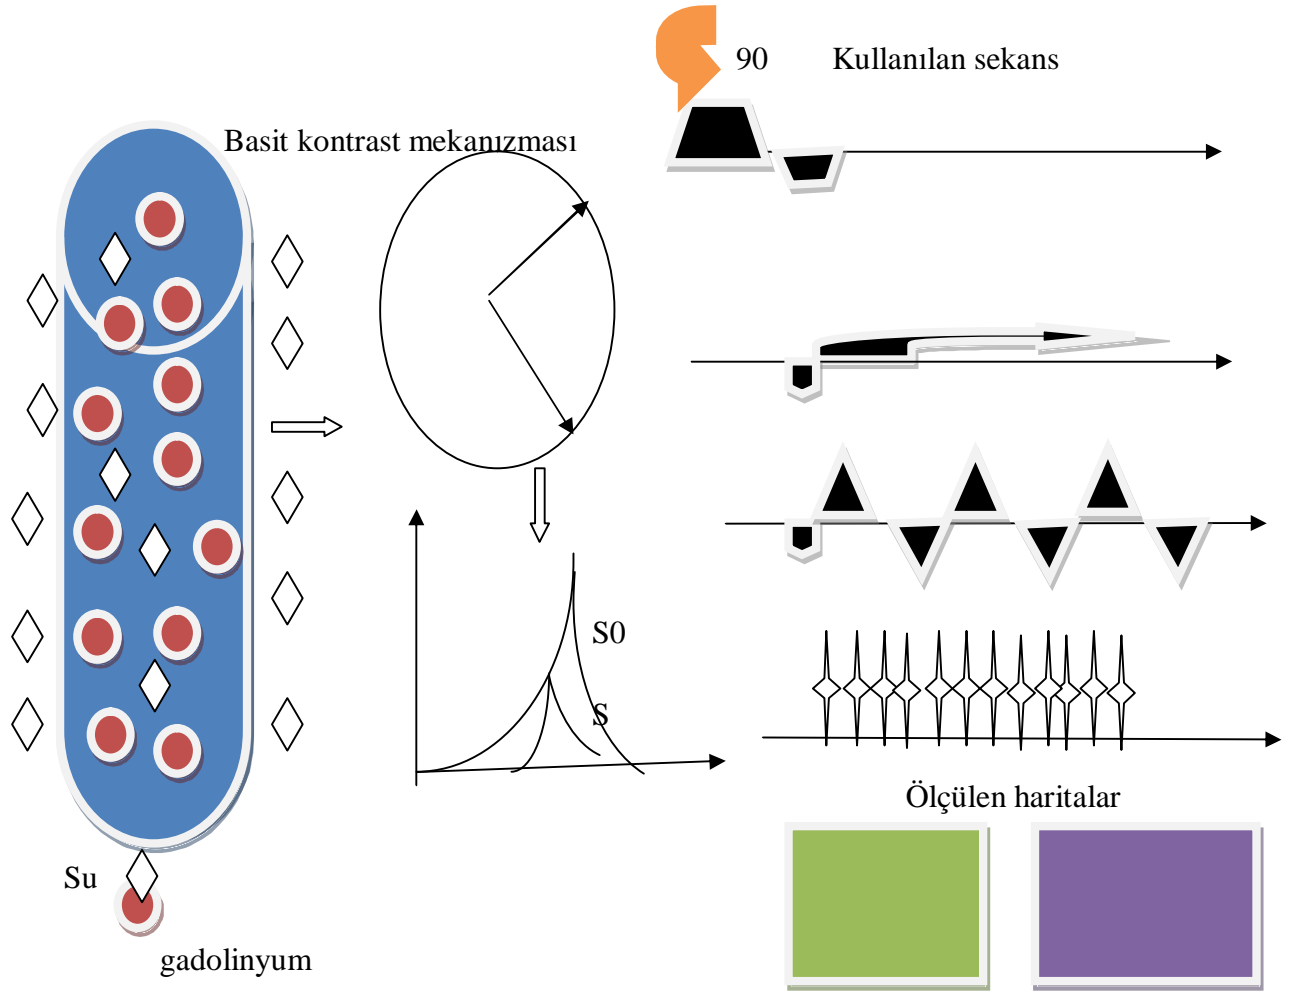 90
Kullanılan sekans
Basit kontrast mekanızması
S0
S
Ölçülen haritalar
Su
gadolinyum